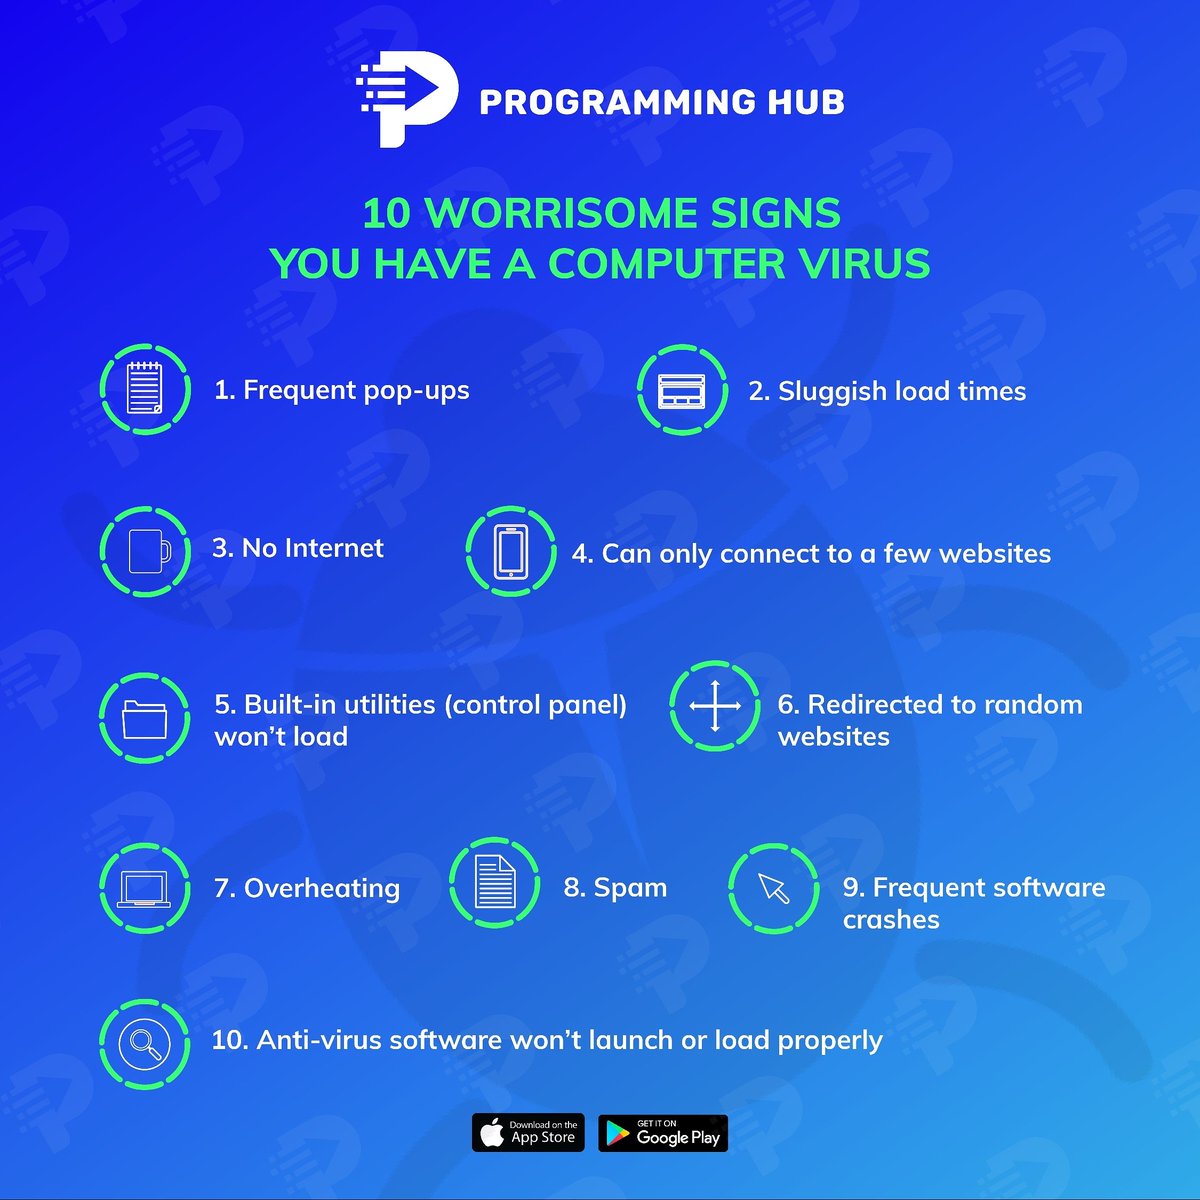 PROGRAMMING HUB
10 WORRISOME SIGNS
YOU HAVE A COMPUTER VIRUS
1. Frequent pop-ups
2. Sluggish load times
3. No Internet
4. Can only connect to a few websites
5. Built-in utilities (control panel)
won’t load
6. Redirected to random
websites
7. Overheating
8. Spam
9. Frequent software
crashes
10. Anti-virus software won’t launch or load properly
Download on the
App Store
GET IT ON
Google Play